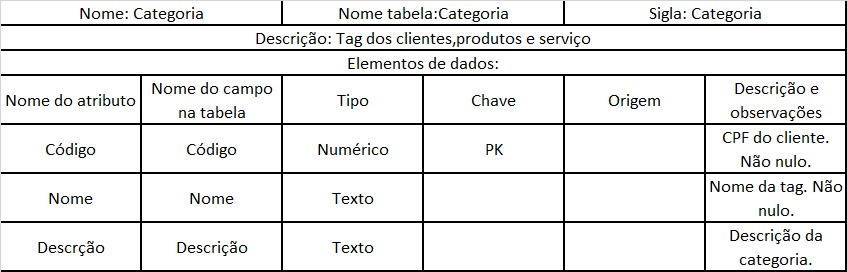 Nome: Categoria Nome tabela:Categoria Sigla: Categoria
Descrição: Tag dos clientes,produtos e serviço
Elementos de dados:
Nome do atributo Nome do campo na tabela Tipo Chave Origem Descrição e observações
Código Código Numérico PK CPF do cliente. Não nulo.
Nome Nome Texto Nome da tag. Não nulo.
Descrção Descrição Texto Descrição da categoria.